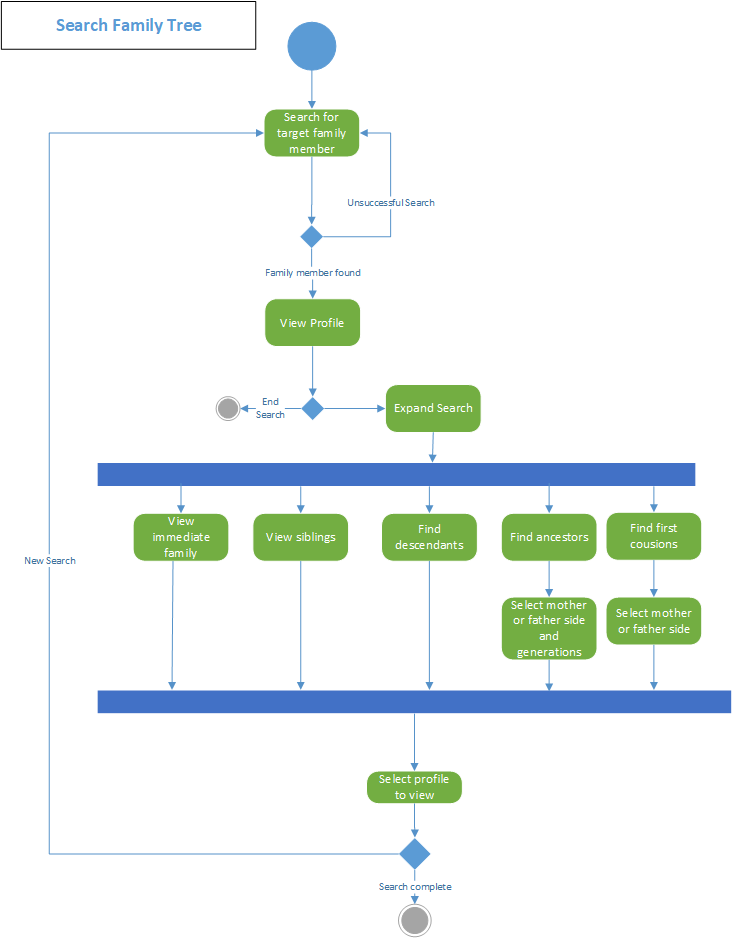 Search Family Tree
Search for
target family
member
Unsuccessful Search
Family member found
View Profile
End
Search
Expand Search
View
immediate
family
View siblings
Find
descendants
Find ancestors
Find first
cousions
New Search
Select mother
or father side
and
generations
Select mother
or father side
Select profile
to view
Search complete